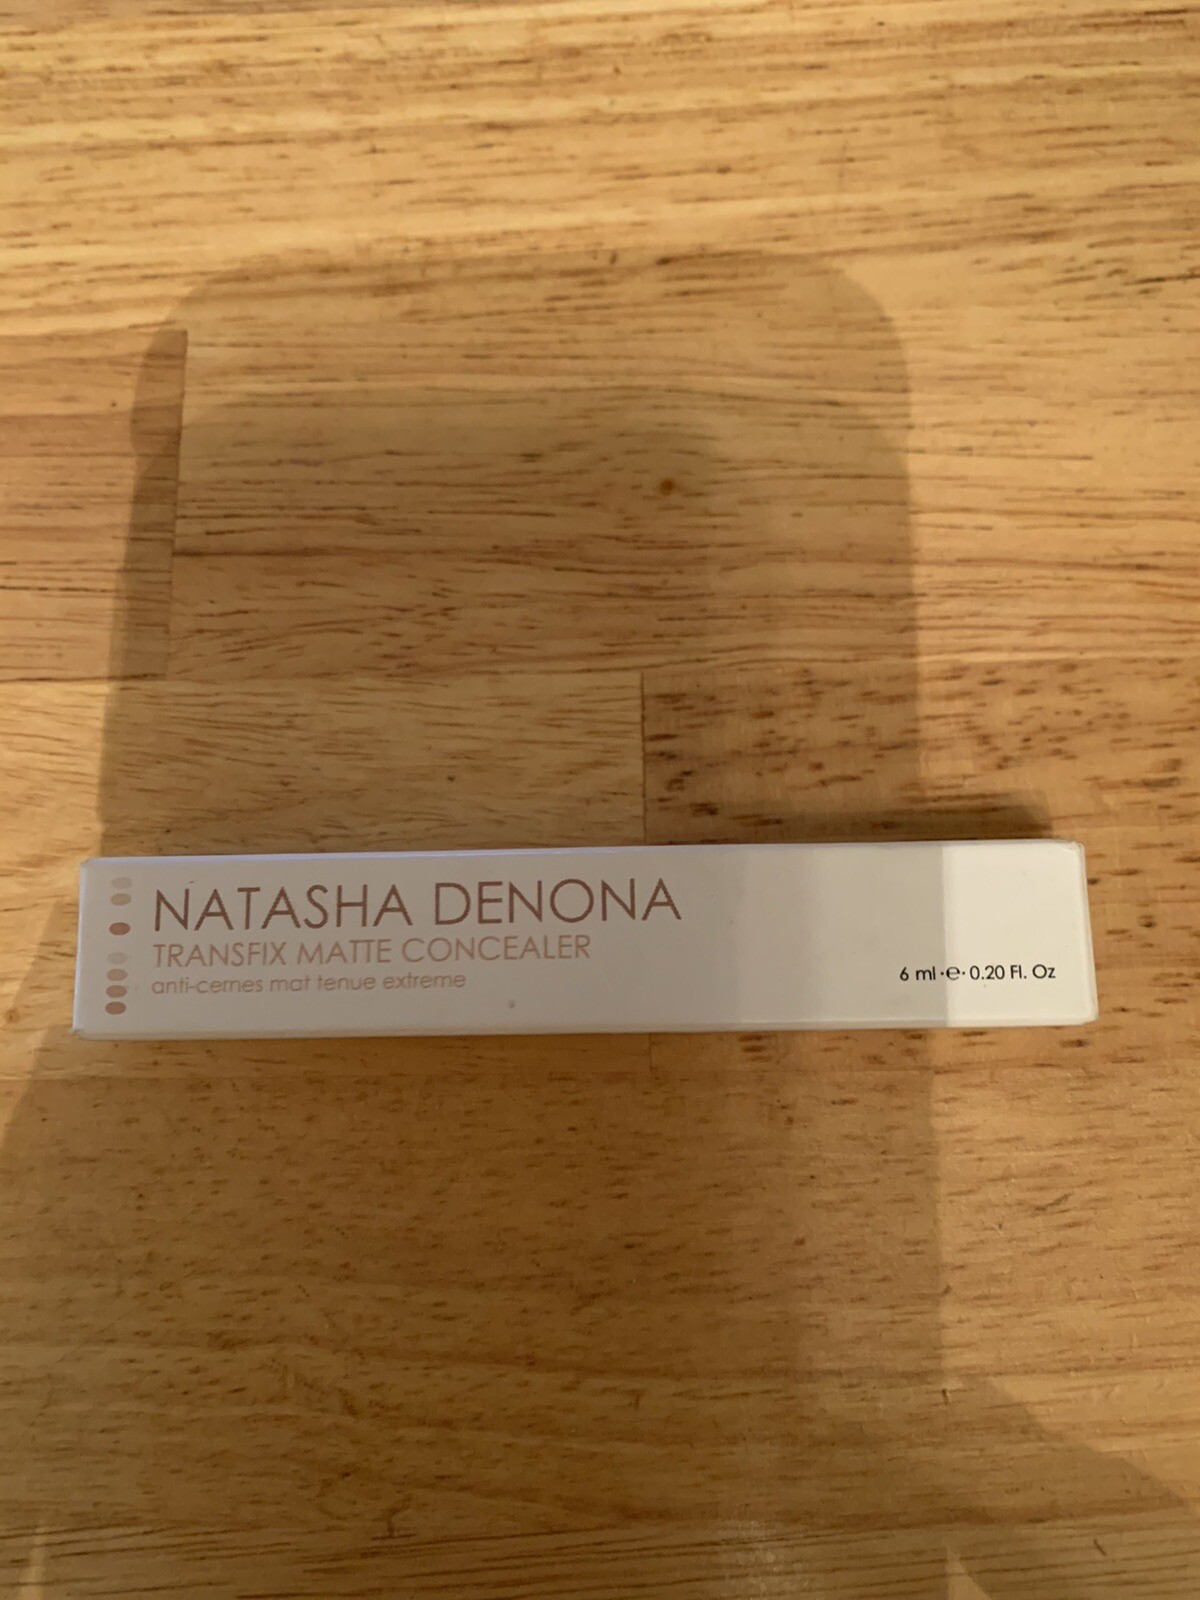 NATASHA DENONA
TRANSFIX MATTE CONCEALER
anti-cernes mat tenue extreme
6 ml ·℮· 0.20 Fl. Oz